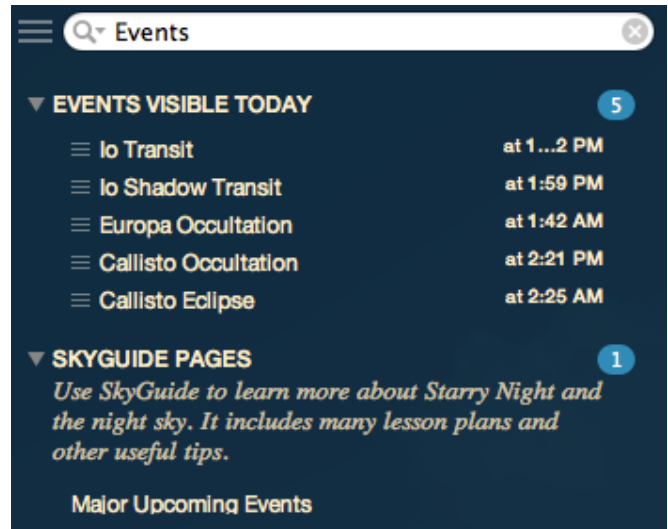 Events
EVENTS VISIBLE TODAY 5
Io Transit at 1...2 PM
Io Shadow Transit at 1:59 PM
Europa Occultation at 1:42 AM
Callisto Occultation at 2:21 PM
Callisto Eclipse at 2:25 AM
SKYGUIDE PAGES 1
Use SkyGuide to learn more about Starry Night and
the night sky. It includes many lesson plans and
other useful tips.
Major Upcoming Events